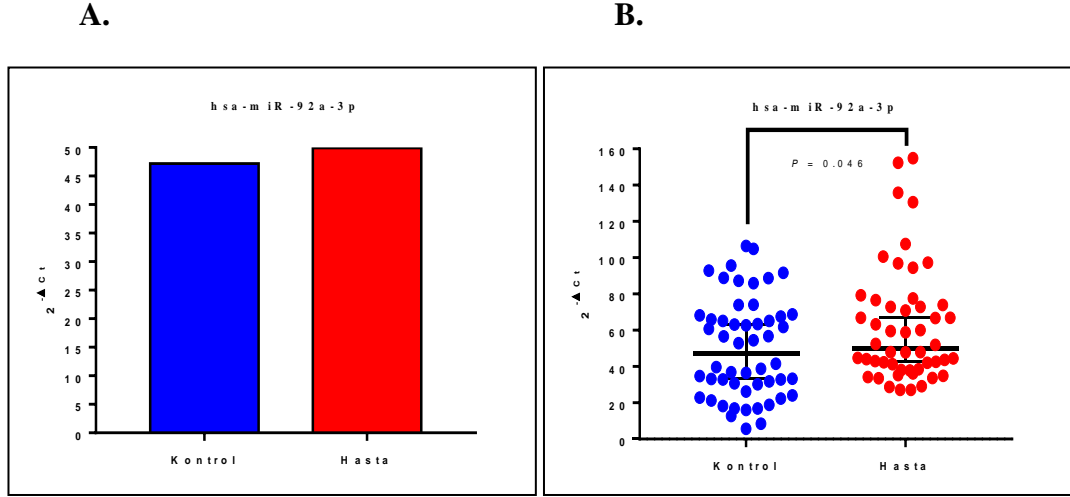 A.
B.
hsa-miR-92a-3p
50
45
40
35
30
25
20
15
10
5
0
2^-ΔCt
Kontrol Hasta
hsa-miR-92a-3p
P = 0.046
160
140
120
100
80
60
40
20
0
2^-ΔCt
Kontrol Hasta